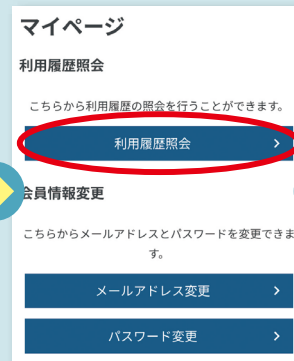 マイページ
利用履歴照会
こちらから利用履歴の照会を行うことができます。
利用履歴照会
会員情報変更
こちらからメールアドレスとパスワードを変更できま
す。
メールアドレス変更
パスワード変更